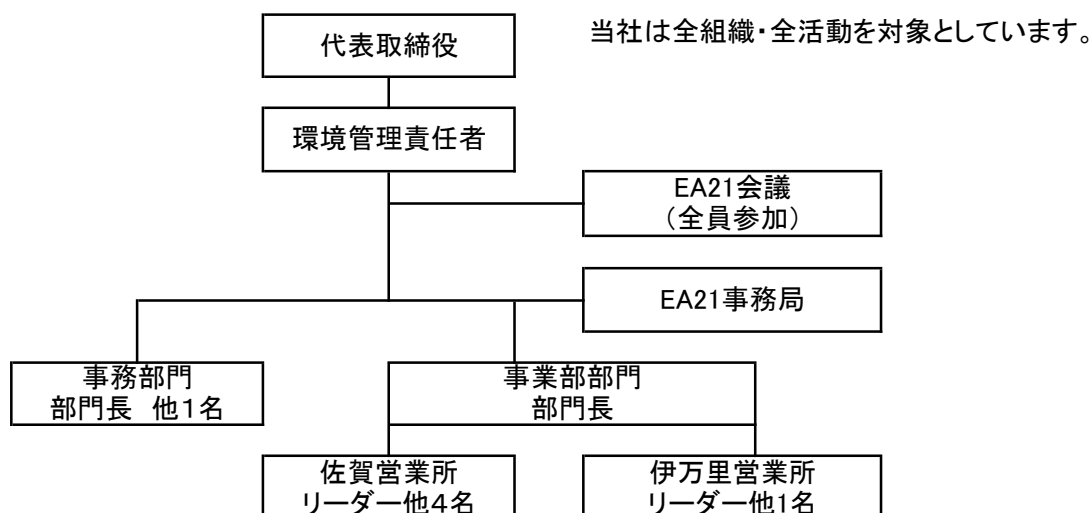 代表取締役
当社は全組織・全活動を対象としています。
環境管理責任者
EA21会議
（全員参加）
EA21事務局
事務部門
部門長　他１名
事業部部門
部門長
佐賀営業所
リーダー他４名
伊万里営業所
リーダー他1名